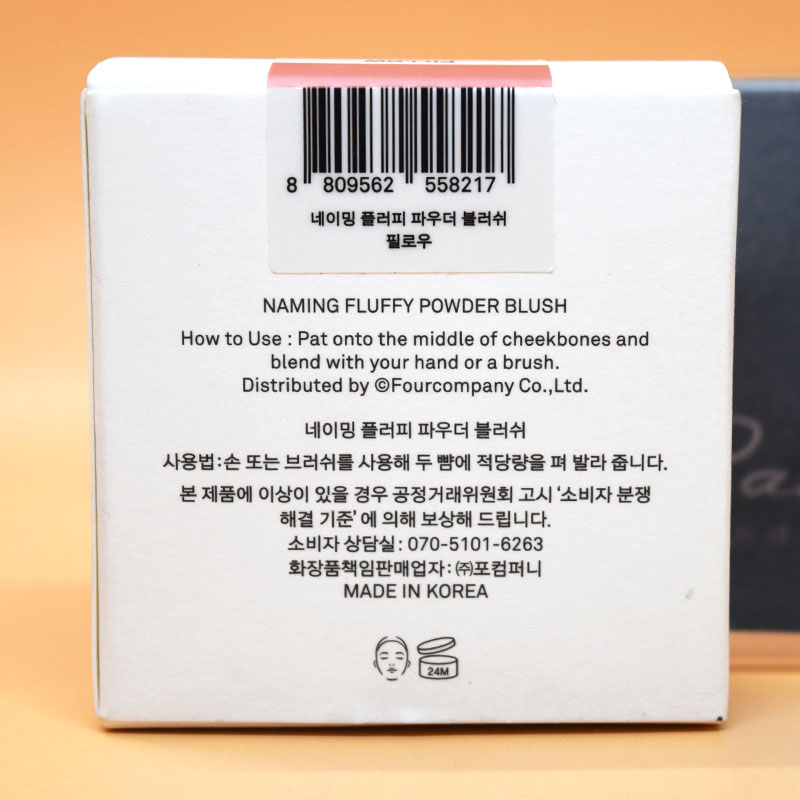 PILLOW
8 809562 558217
네이밍 플러피 파우더 블러쉬
필로우
NAMING FLUFFY POWDER BLUSH
How to Use : Pat onto the middle of cheekbones and
blend with your hand or a brush.
Distributed by ©Fourcompany Co.,Ltd.
네이밍 플러피 파우더 블러쉬
사용법:손 또는 브러쉬를 사용해 두 뺨에 적당량을 펴 발라 줍니다.
본 제품에 이상이 있을 경우 공정거래위원회 고시 ‘소비자 분쟁
해결 기준’에 의해 보상해 드립니다.
소비자 상담실: 070-5101-6263
화장품책임판매업자: ㈜포컴퍼니
MADE IN KOREA
24M